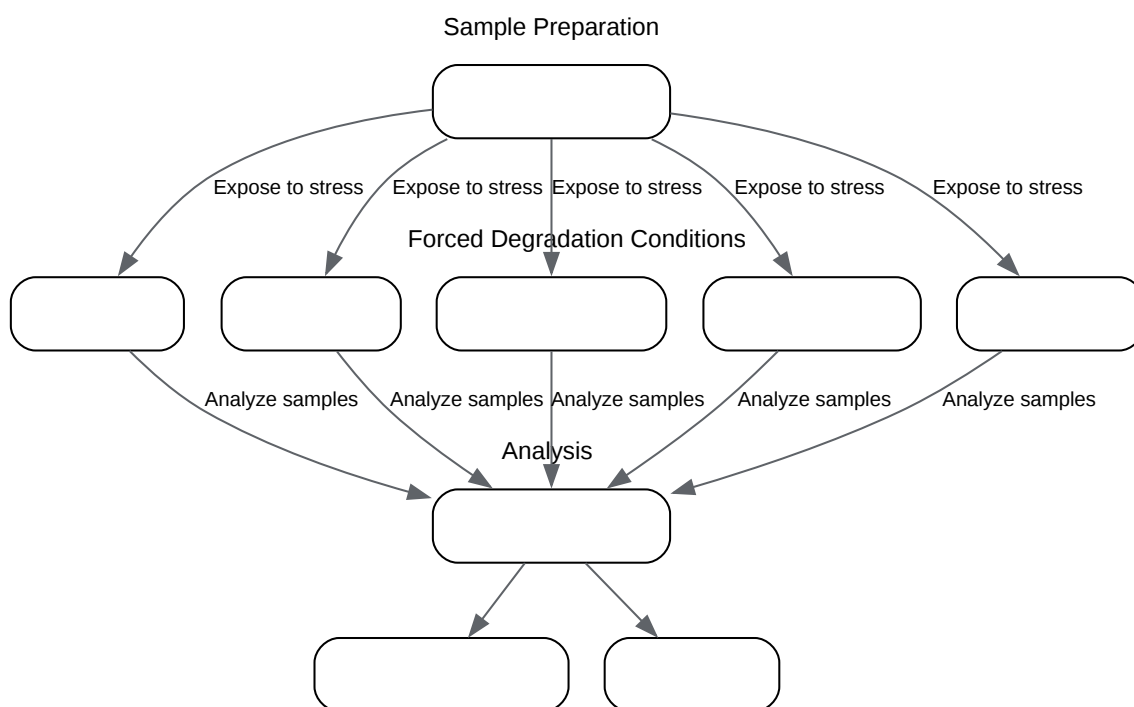 Sample Preparation
Expose to stress Expose to stress Expose to stress Expose to stress Expose to stress
Forced Degradation Conditions
Analyze samples Analyze samples Analyze samples Analyze samples Analyze samples
Analysis